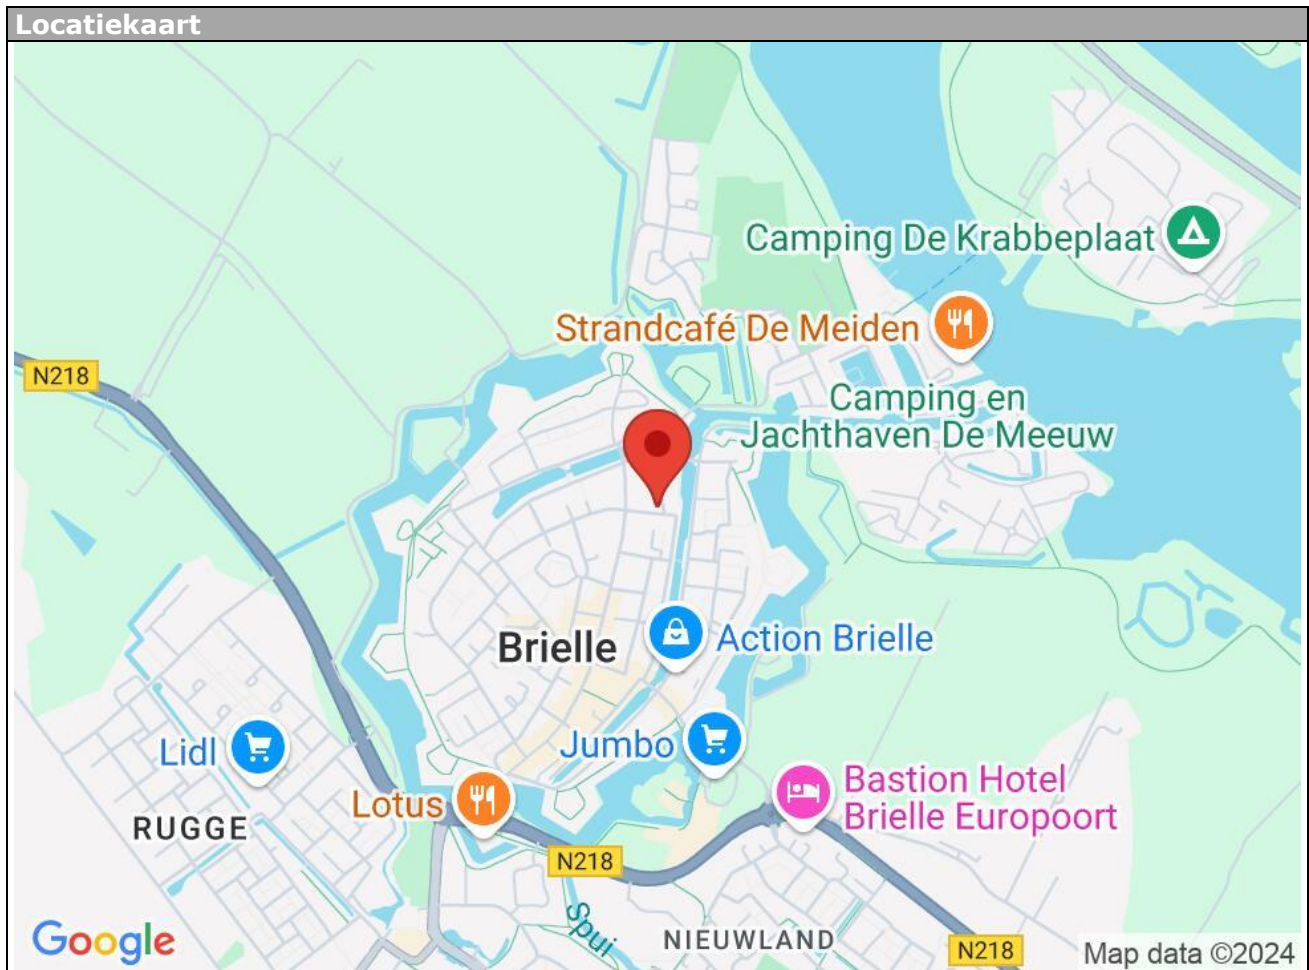 Locatiekaart
Camping De Krabbeplaat
Strandcafé De Meiden
N218
Camping en
Jachthaven De Meeuw
Brielle
Action Brielle
Lidl
Jumbo
Bastion Hotel
Brielle Europoort
Lotus
RUGGE
N218
Spui
NIEUWLAND
N218
Google
Map data ©2024